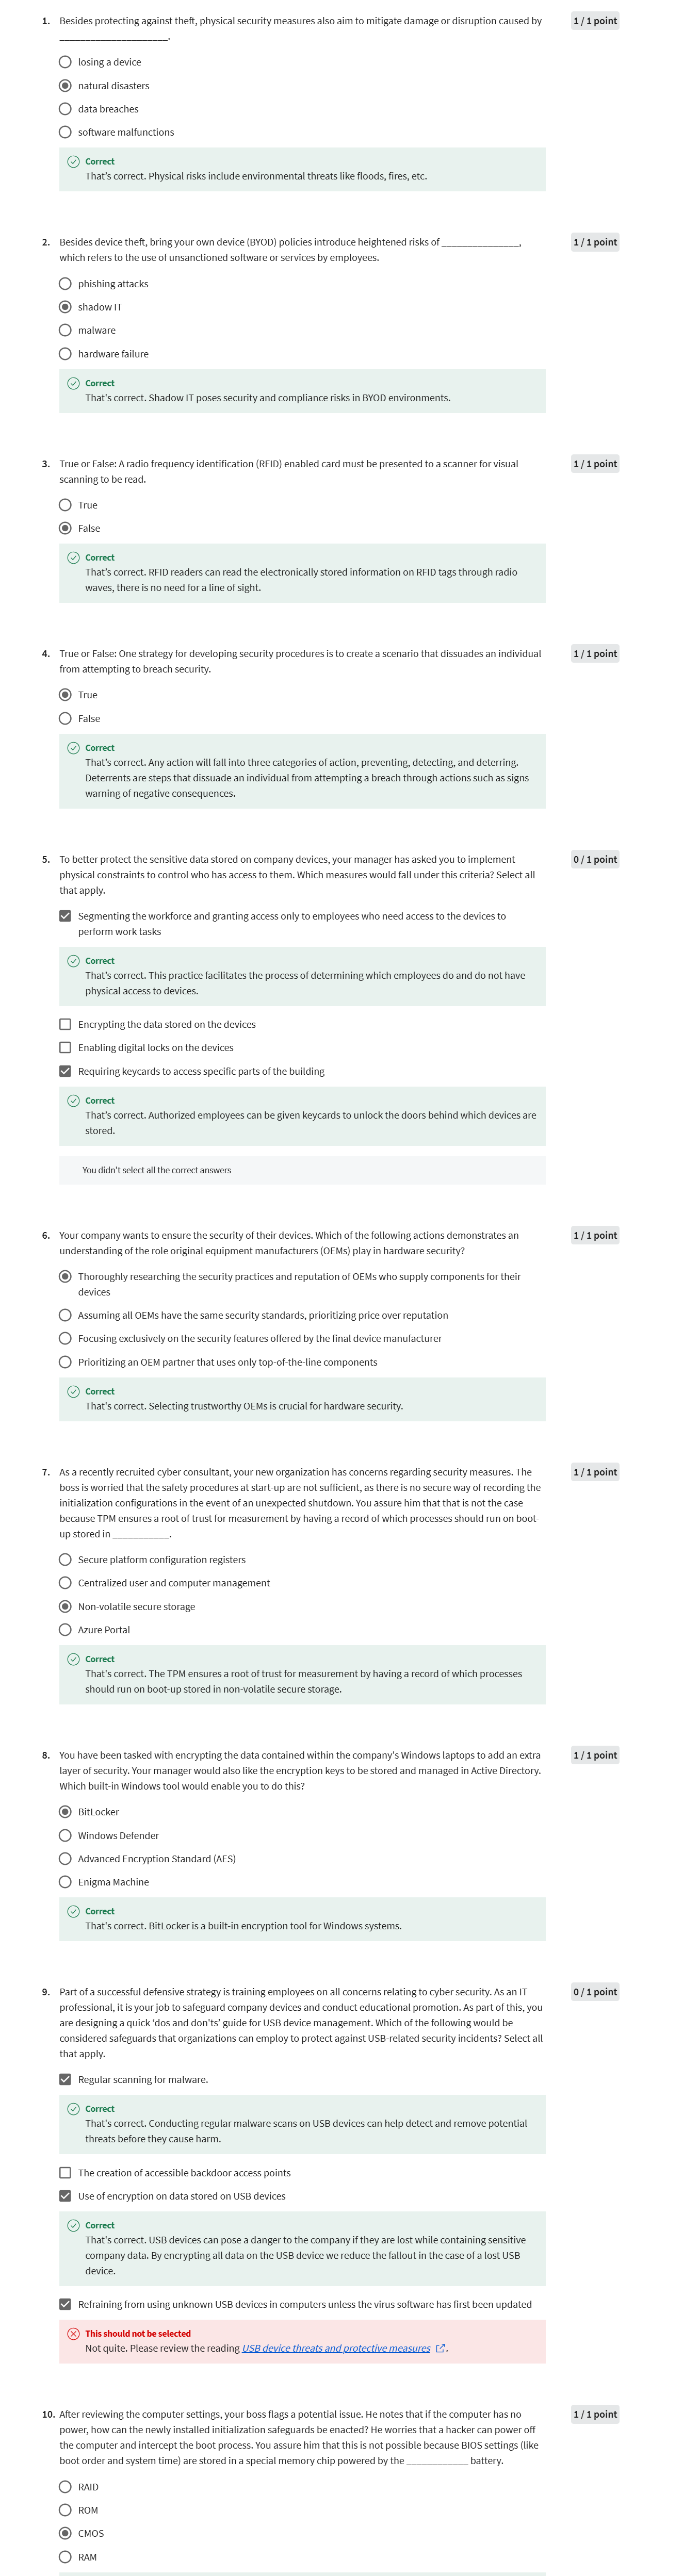 1. Besides protecting against theft, physical security measures also aim to mitigate damage or disruption caused by
_____________________.
1 / 1 point
losing a device
natural disasters
data breaches
software malfunctions
Correct
That's correct. Physical risks include environmental threats like floods, fires, etc.
2. Besides device theft, bring your own device (BYOD) policies introduce heightened risks of _______________,
which refers to the use of unsanctioned software or services by employees.
1 / 1 point
phishing attacks
shadow IT
malware
hardware failure
Correct
That's correct. Shadow IT poses security and compliance risks in BYOD environments.
3. True or False: A radio frequency identification (RFID) enabled card must be presented to a scanner for visual
scanning to be read.
1 / 1 point
True
False
Correct
That's correct. RFID readers can read the electronically stored information on RFID tags through radio
waves, there is no need for a line of sight.
4. True or False: One strategy for developing security procedures is to create a scenario that dissuades an individual
from attempting to breach security.
1 / 1 point
True
False
Correct
That's correct. Any action will fall into three categories of action, preventing, detecting, and deterring.
Deterrents are steps that dissuade an individual from attempting a breach through actions such as signs
warning of negative consequences.
5. To better protect the sensitive data stored on company devices, your manager has asked you to implement
physical constraints to control who has access to them. Which measures would fall under this criteria? Select all
that apply.
0 / 1 point
Segmenting the workforce and granting access only to employees who need access to the devices to
perform work tasks
Correct
That's correct. This practice facilitates the process of determining which employees do and do not have
physical access to devices.
Encrypting the data stored on the devices
Enabling digital locks on the devices
Requiring keycards to access specific parts of the building
Correct
That's correct. Authorized employees can be given keycards to unlock the doors behind which devices are
stored.
You didn't select all the correct answers
6. Your company wants to ensure the security of their devices. Which of the following actions demonstrates an
understanding of the role original equipment manufacturers (OEMs) play in hardware security?
1 / 1 point
Thoroughly researching the security practices and reputation of OEMs who supply components for their
devices
Assuming all OEMs have the same security standards, prioritizing price over reputation
Focusing exclusively on the security features offered by the final device manufacturer
Prioritizing an OEM partner that uses only top-of-the-line components
Correct
That's correct. Selecting trustworthy OEMs is crucial for hardware security.
7. As a recently recruited cyber consultant, your new organization has concerns regarding security measures. The
boss is worried that the safety procedures at start-up are not sufficient, as there is no secure way of recording the
initialization configurations in the event of an unexpected shutdown. You assure him that that is not the case
because TPM ensures a root of trust for measurement by having a record of which processes should run on boot-
up stored in ___________.
1 / 1 point
Secure platform configuration registers
Centralized user and computer management
Non-volatile secure storage
Azure Portal
Correct
That's correct. The TPM ensures a root of trust for measurement by having a record of which processes
should run on boot-up stored in non-volatile secure storage.
8. You have been tasked with encrypting the data contained within the company's Windows laptops to add an extra
layer of security. Your manager would also like the encryption keys to be stored and managed in Active Directory.
Which built-in Windows tool would enable you to do this?
1 / 1 point
BitLocker
Windows Defender
Advanced Encryption Standard (AES)
Enigma Machine
Correct
That's correct. BitLocker is a built-in encryption tool for Windows systems.
9. Part of a successful defensive strategy is training employees on all concerns relating to cyber security. As an IT
professional, it is your job to safeguard company devices and conduct educational promotion. As part of this, you
are designing a quick 'dos and don'ts' guide for USB device management. Which of the following would be
considered safeguards that organizations can employ to protect against USB-related security incidents? Select all
that apply.
0 / 1 point
Regular scanning for malware.
Correct
That's correct. Conducting regular malware scans on USB devices can help detect and remove potential
threats before they cause harm.
The creation of accessible backdoor access points
Use of encryption on data stored on USB devices
Correct
That's correct. USB devices can pose a danger to the company if they are lost while containing sensitive
company data. By encrypting all data on the USB device we reduce the fallout in the case of a lost USB
device.
Refraining from using unknown USB devices in computers unless the virus software has first been updated
This should not be selected
Not quite. Please review the reading USB device threats and protective measures.
10. After reviewing the computer settings, your boss flags a potential issue. He notes that if the computer has no
power, how can the newly installed initialization safeguards be enacted? He worries that a hacker can power off
the computer and intercept the boot process. You assure him that this is not possible because BIOS settings (like
boot order and system time) are stored in a special memory chip powered by the ____________ battery.
1 / 1 point
RAID
ROM
CMOS
RAM